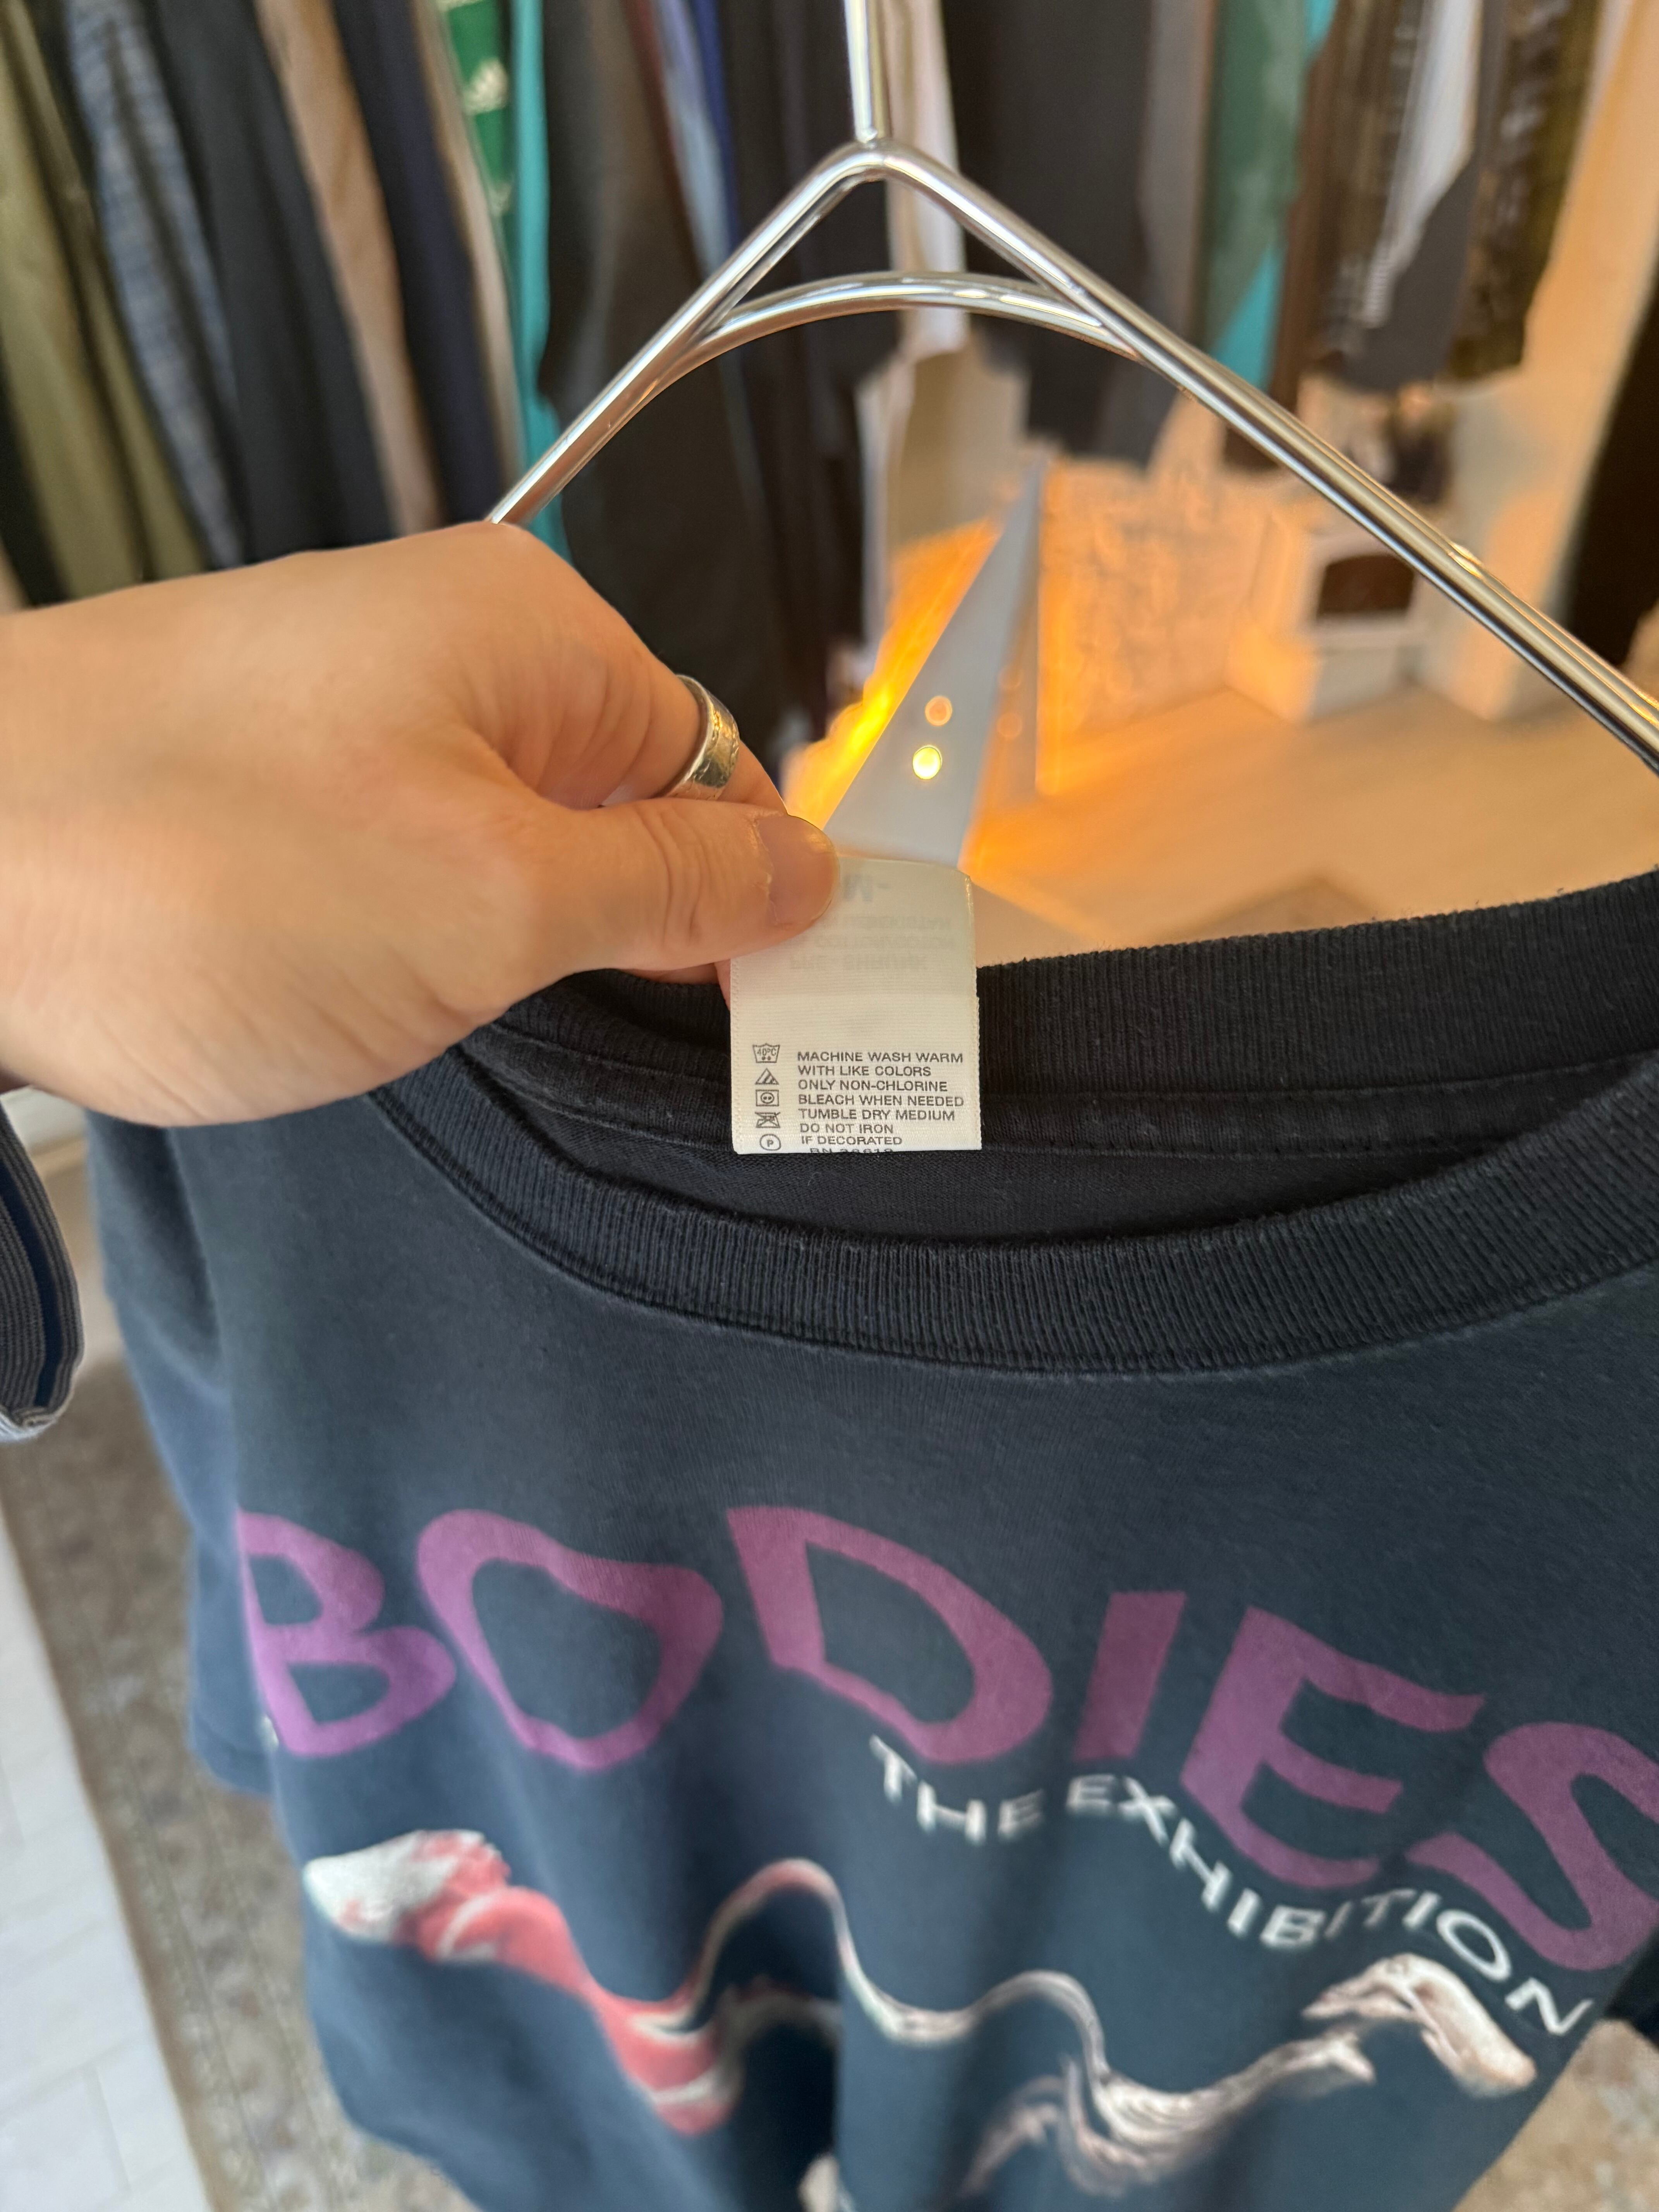 40°C
MACHINE WASH WARM
WITH LIKE COLORS
ONLY NON-CHLORINE
BLEACH WHEN NEEDED
TUMBLE DRY MEDIUM
DO NOT IRON
P
IF DECORATED
BODIES
THE EXHIBITION